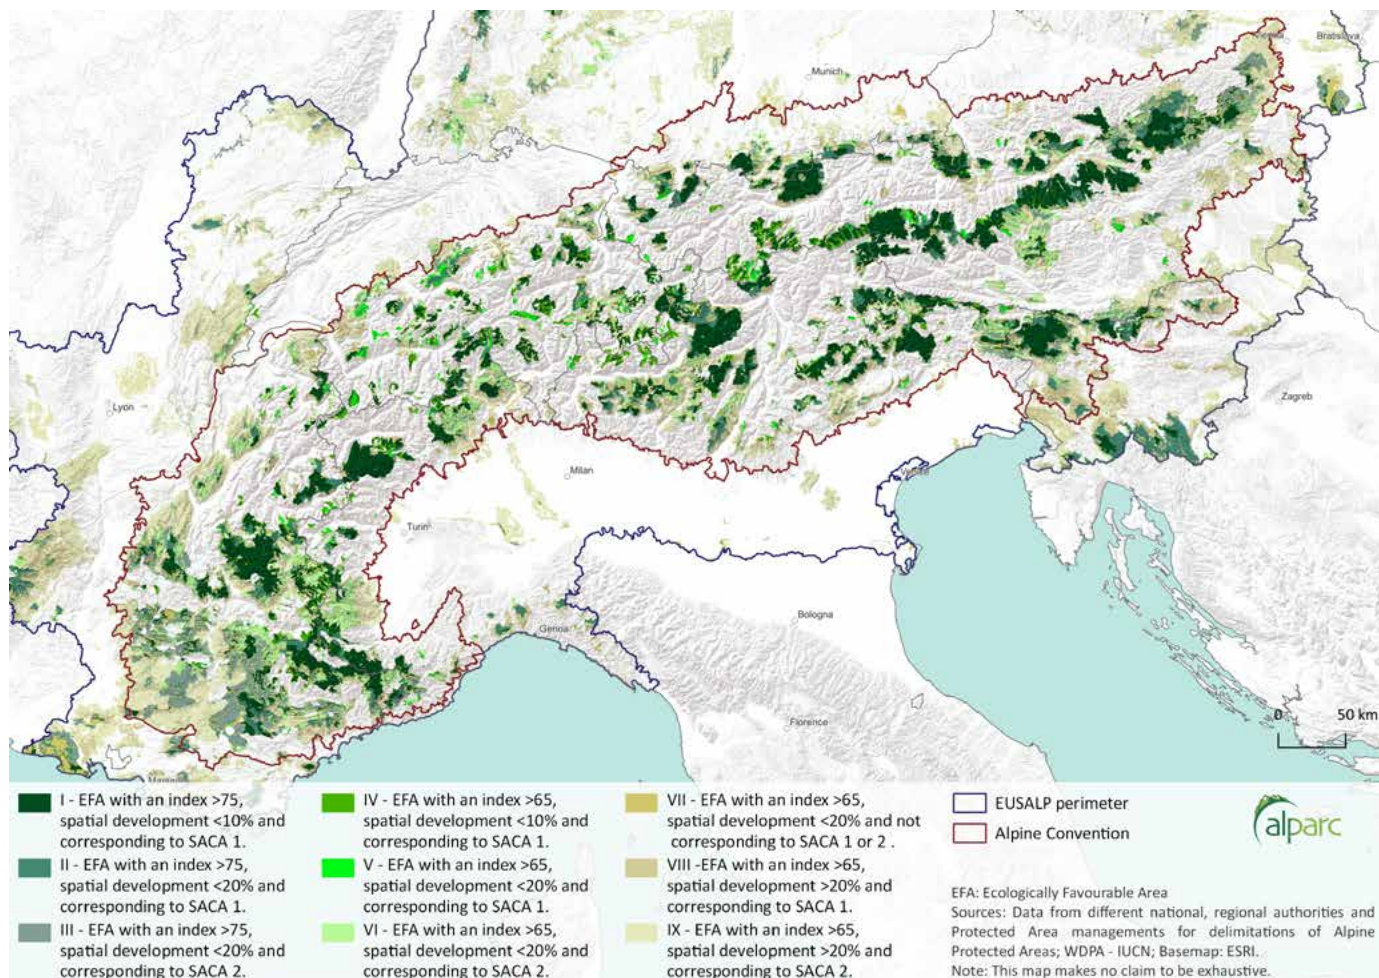 Munich
Bratislava
Lyon
Zagreb
Milan
Turin
Bologna
Genoa
Florence
0 50 km
I - EFA with an index >75,
spatial development <10% and
corresponding to SACA 1.
II - EFA with an index >75,
spatial development <20% and
corresponding to SACA 1.
III - EFA with an index >75,
spatial development <20% and
corresponding to SACA 2.
IV - EFA with an index >65,
spatial development <10% and
corresponding to SACA 1.
V - EFA with an index >65,
spatial development <20% and
corresponding to SACA 1.
VI - EFA with an index >65,
spatial development <20% and
corresponding to SACA 2.
VII - EFA with an index >65,
spatial development <20% and not
corresponding to SACA 1 or 2 .
VIII -EFA with an index >65,
spatial development >20% and
corresponding to SACA 1.
IX - EFA with an index >65,
spatial development >20% and
corresponding to SACA 2.
EUSALP perimeter
Alpine Convention
alparc
EFA: Ecologically Favourable Area
Sources: Data from different national, regional authorities and
Protected Area managements for delimitations of Alpine
Protected Areas; WDPA - IUCN; Basemap: ESRI.
Note: This map makes no claim to be exhaustive.